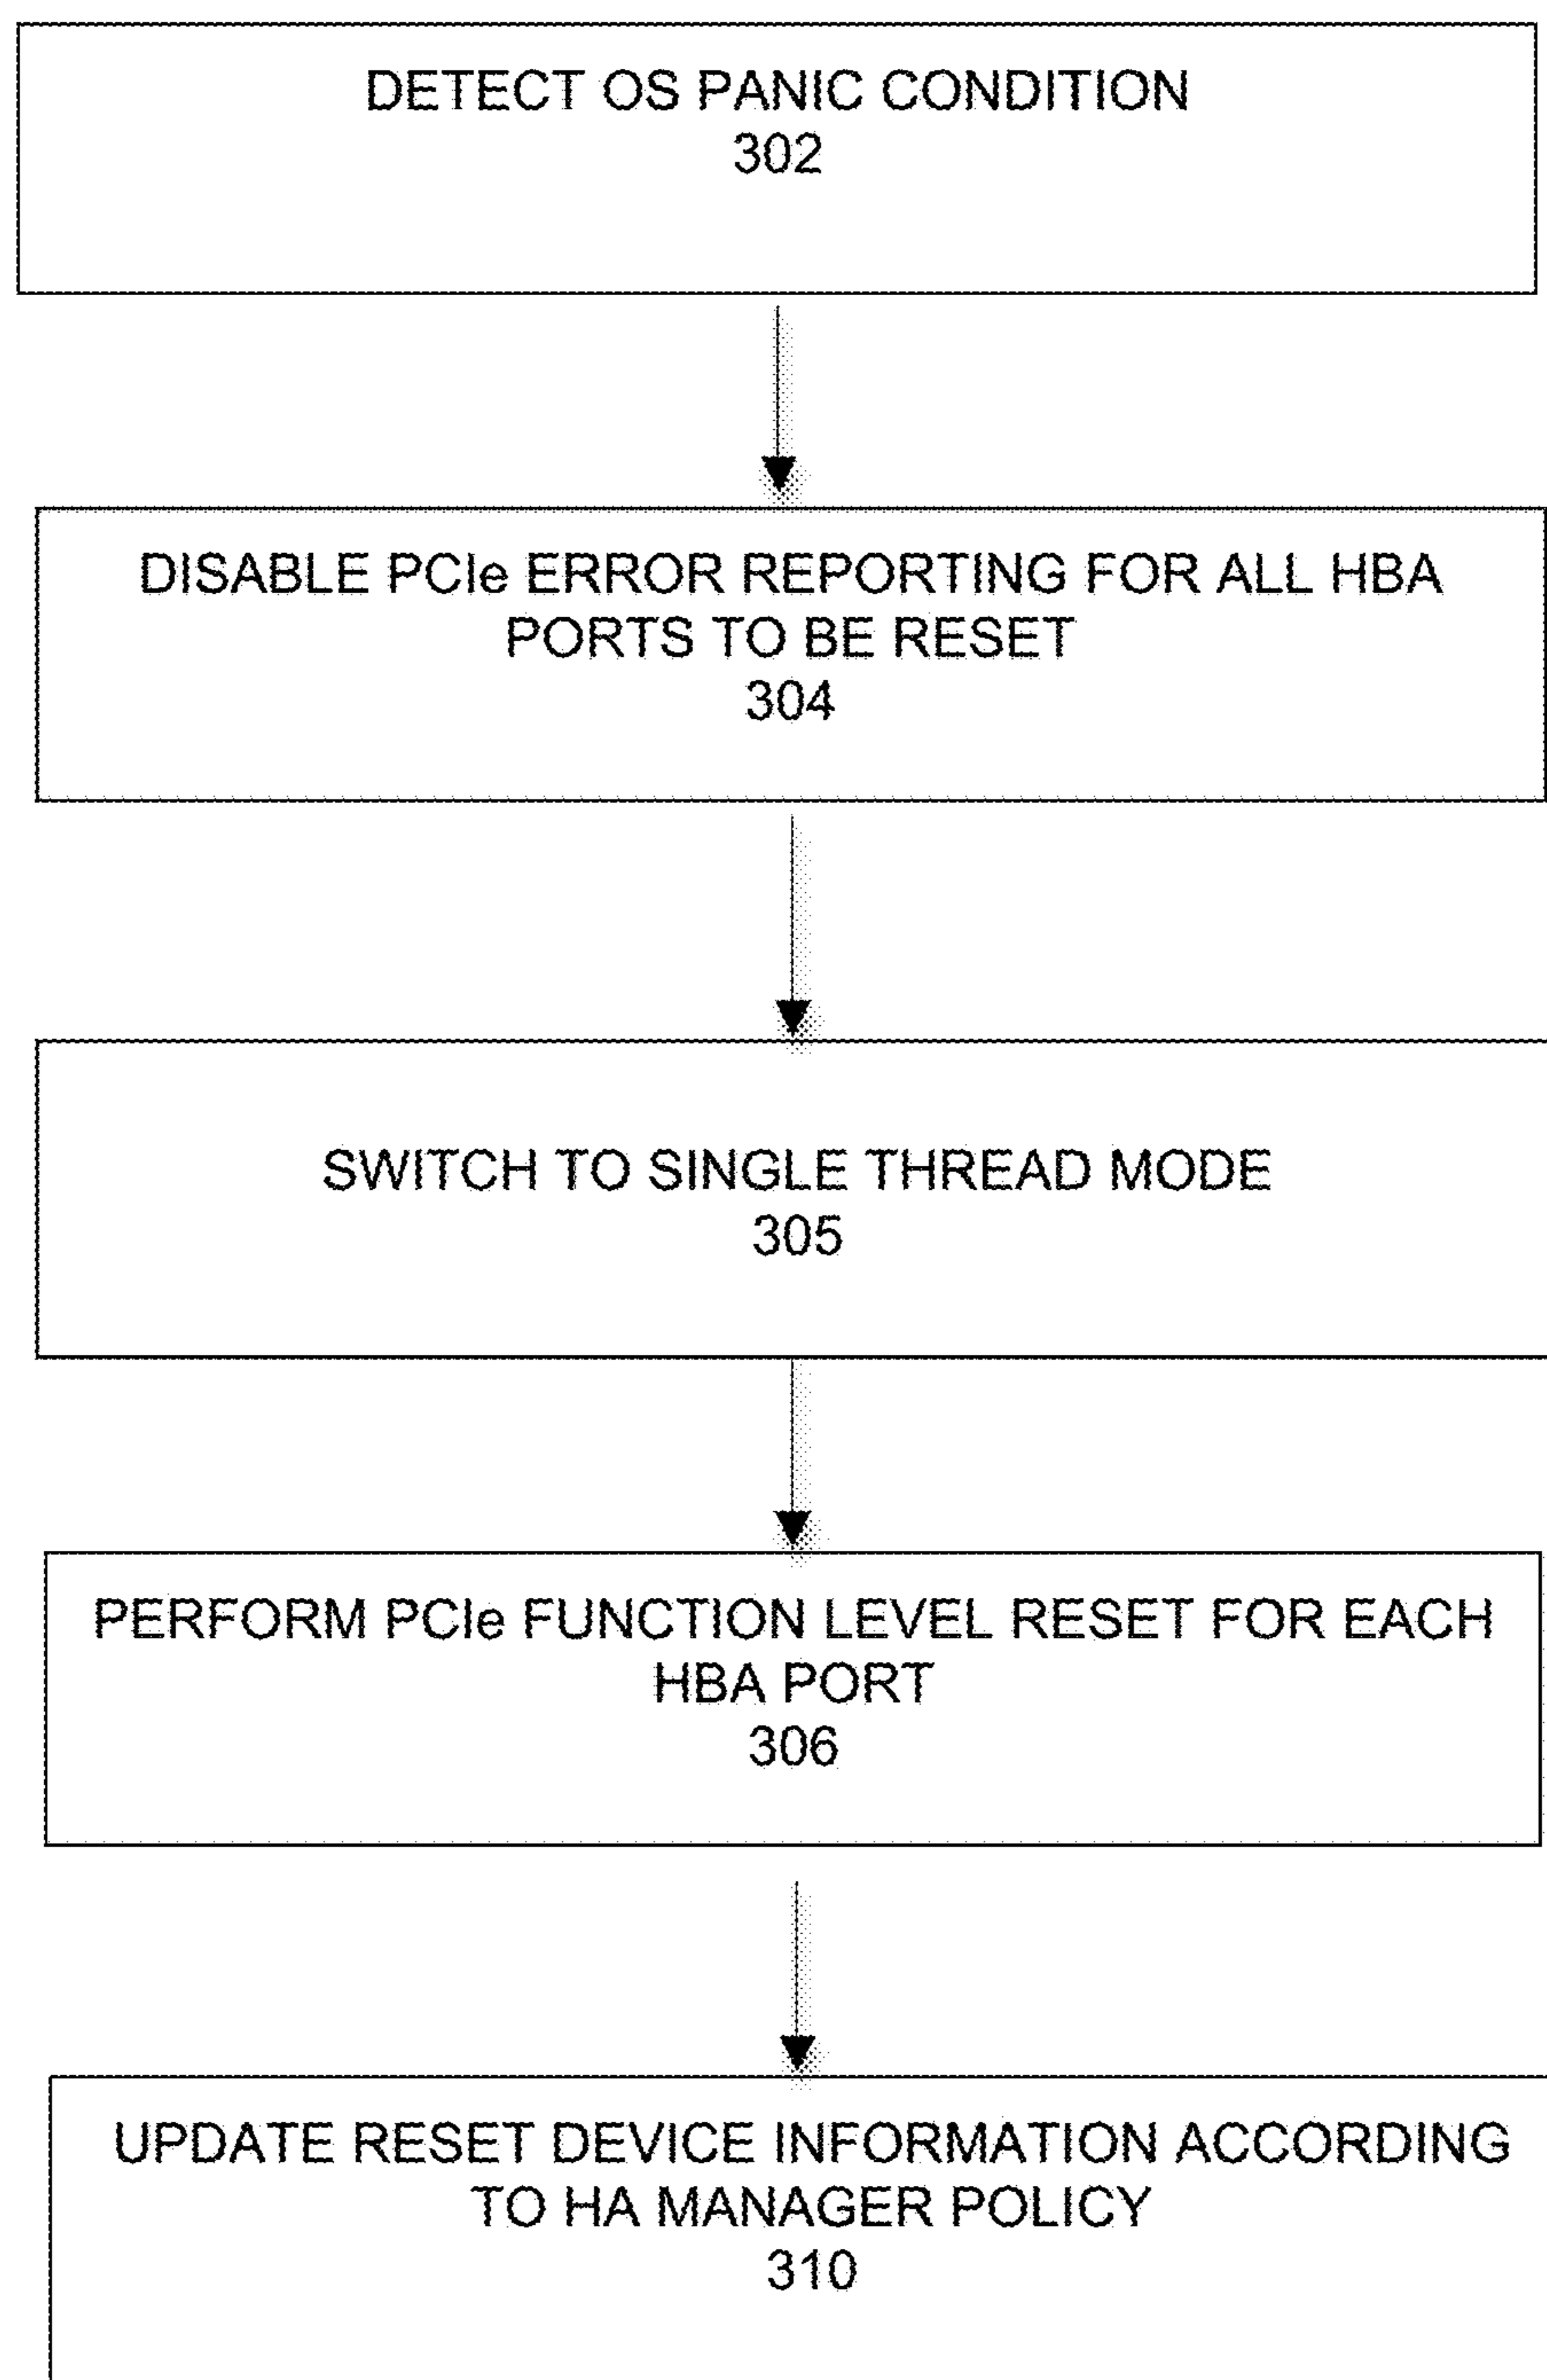 DETECT OS PANIC CONDITION
302
DISABLE PCIe ERROR REPORTING FOR ALL HBA
PORTS TO BE RESET
304
SWITCH TO SINGLE THREAD MODE
305
PERFORM PCIe FUNCTION LEVEL RESET FOR EACH
HBA PORT
306
UPDATE RESET DEVICE INFORMATION ACCORDING
TO HA MANAGER POLICY
310